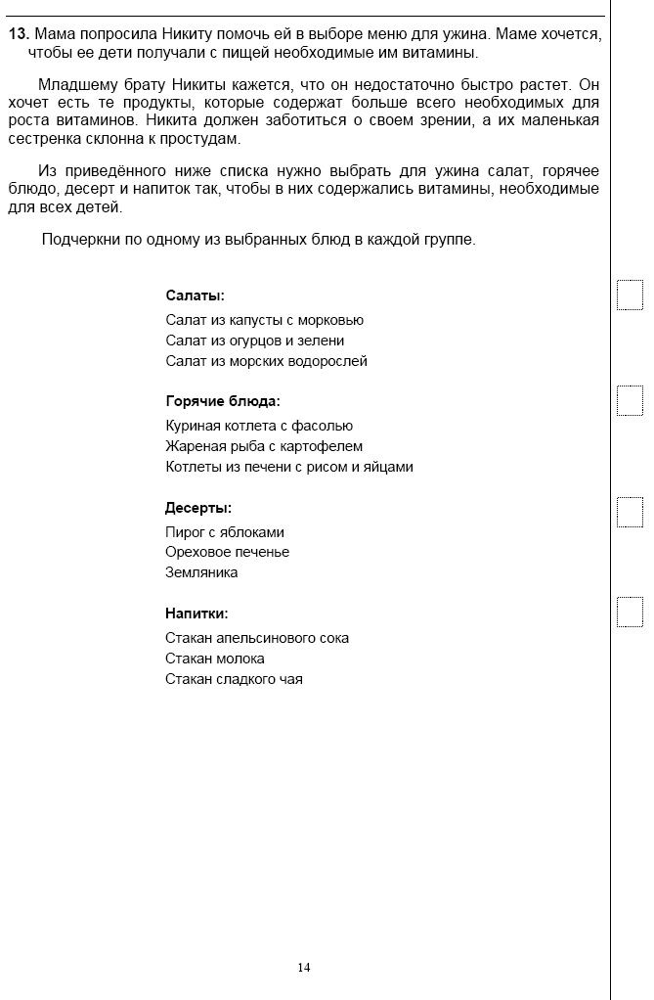 13. Мама попросила Никиту помочь ей в выборе меню для ужина. Маме хочется,
чтобы ее дети получали с пищей необходимые им витамины.
Младшему брату Никиты кажется, что он недостаточно быстро растет. Он
хочет есть те продукты, которые содержат больше всего необходимых для
роста витаминов. Никита должен заботиться о своем зрении, а их маленькая
сестренка склонна к простудам.
Из приведённого ниже списка нужно выбрать для ужина салат, горячее
блюдо, десерт и напиток так, чтобы в них содержались витамины, необходимые
для всех детей.
Подчеркни по одному из выбранных блюд в каждой группе.
Салаты:
Салат из капусты с морковью
Салат из огурцов и зелени
Салат из морских водорослей
Горячие блюда:
Куриная котлета с фасолью
Жареная рыба с картофелем
Котлеты из печени с рисом и яйцами
Десерты:
Пирог с яблоками
Ореховое печенье
Земляника
Напитки:
Стакан апельсинового сока
Стакан молока
Стакан сладкого чая
14